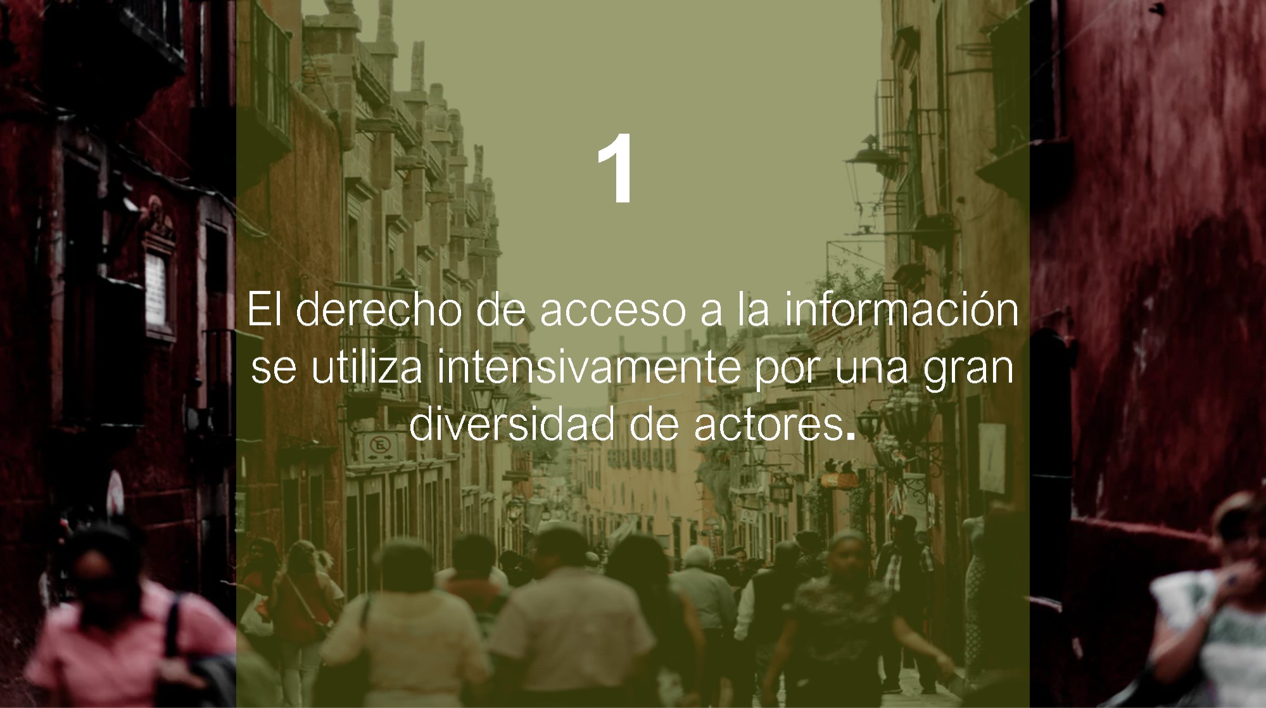 1
El derecho de acceso a la información
se utiliza intensivamente por una gran
diversidad de actores.